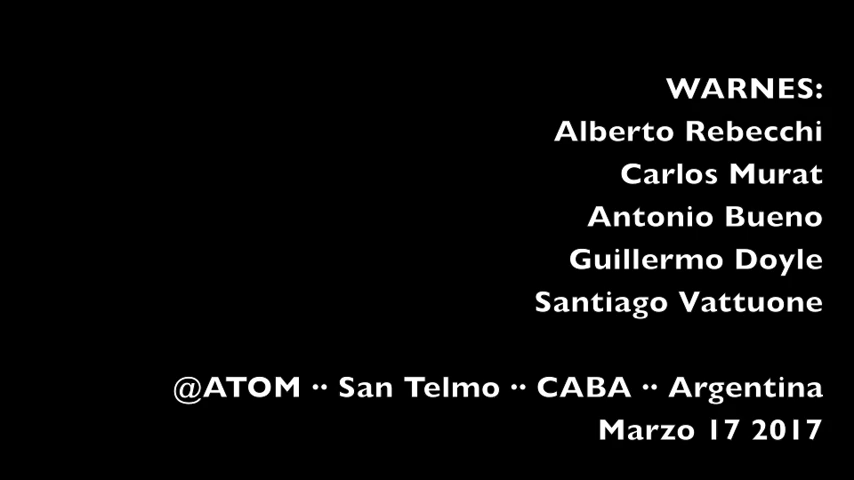 WARNES:
Alberto Rebecchi
Carlos Murat
Antonio Bueno
Guillermo Doyle
Santiago Vattuone
@ATOM ·· San Telmo ·· CABA ·· Argentina
Marzo 17 2017